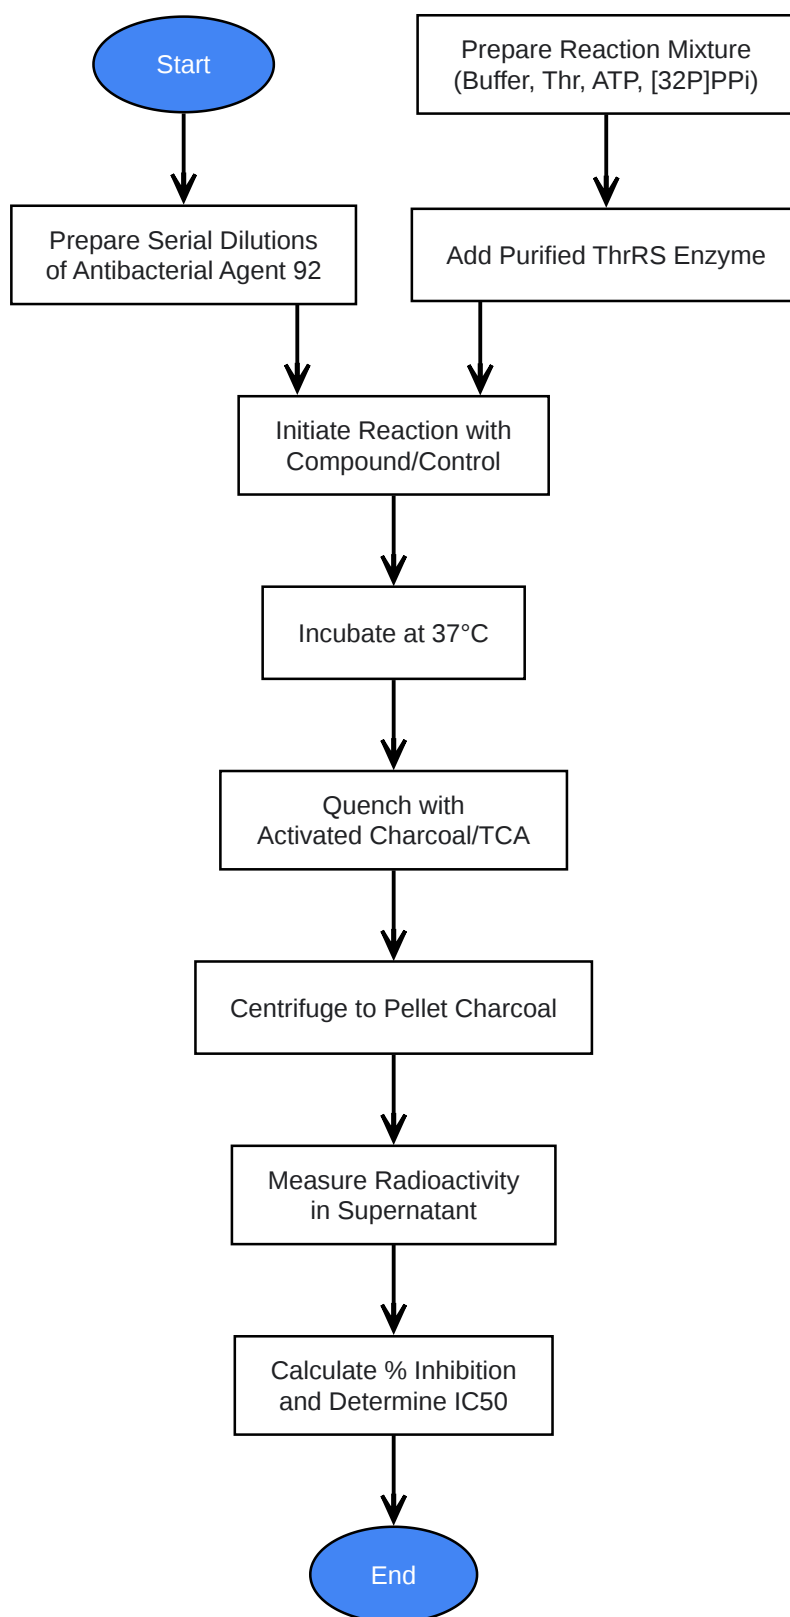 Start
Prepare Reaction Mixture
(Buffer, Thr, ATP, [32P]PPi)
Prepare Serial Dilutions
of Antibacterial Agent 92
Add Purified ThrRS Enzyme
Initiate Reaction with
Compound/Control
Incubate at 37°C
Quench with
Activated Charcoal/TCA
Centrifuge to Pellet Charcoal
Measure Radioactivity
in Supernatant
Calculate % Inhibition
and Determine IC50
End